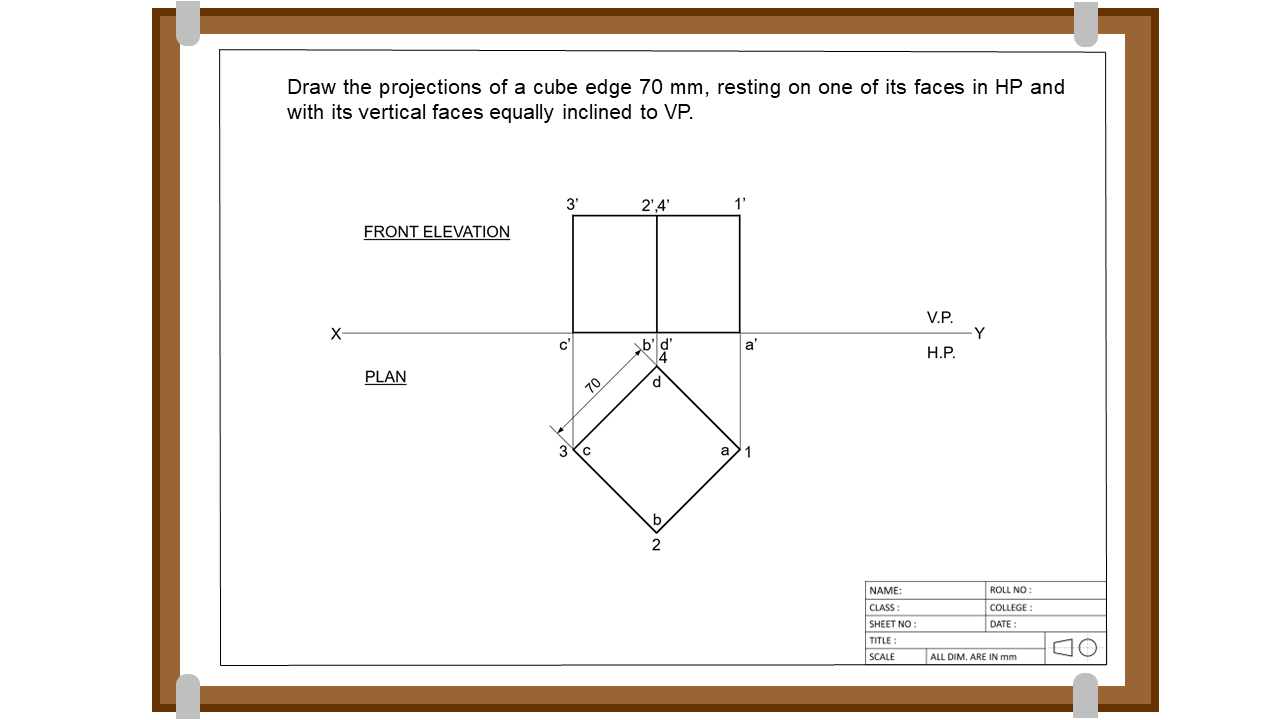 Draw the projections of a cube edge 70 mm, resting on one of its faces in HP and
with its vertical faces equally inclined to VP.
3’ 2’,4’ 1’
FRONT ELEVATION
V.P.
X Y
c’ b’ d’ a’
H.P.
4
PLAN
d
70
3 c a 1
b
2
NAME: ROLL NO :
CLASS : COLLEGE :
SHEET NO : DATE :
TITLE :
SCALE ALL DIM. ARE IN mm